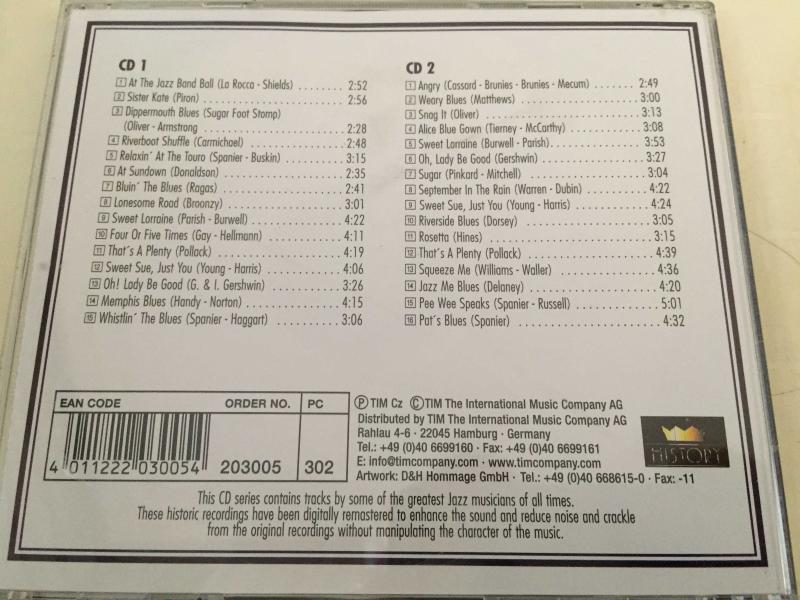 CD 1
1 At The Jazz Band Ball (La Rocca - Shields) ........ 2:52
2 Sister Kate (Piron) ........ 2:56
3 Dippermouth Blues (Sugar Foot Stomp)
(Oliver - Armstrong ........ 2:28
4 Riverboot Shuffle (Carmichael) ........ 2:48
5 Relaxin´ At The Touro (Spanier - Buskin) ........ 3:15
6 At Sundown (Donaldson) ........ 2:35
7 Bluin´ The Blues (Ragas) ........ 2:41
8 Lonesome Road (Broonzy) ........ 3:01
9 Sweet Lorraine (Parish - Burwell) ........ 4:22
10 Four Or Five Times (Gay - Hellmann) ........ 4:11
11 That´s A Plenty (Pollack) ........ 4:19
12 Sweet Sue, Just You (Young - Harris) ........ 4:06
13 Oh! Lady Be Good (G. & I. Gershwin) ........ 3:26
14 Memphis Blues (Handy - Norton) ........ 4:15
15 Whistlin´ The Blues (Spanier - Haggart) ........ 3:06
CD 2
1 Angry (Cassard - Brunies - Brunies - Mecum) ........ 2:49
2 Weary Blues (Matthews) ........ 3:00
3 Snag It (Oliver) ........ 3:13
4 Alice Blue Gown (Tierney - McCarthy) ........ 3:08
5 Sweet Lorraine (Burwell - Parish) ........ 3:53
6 Oh, Lady Be Good (Gershwin) ........ 3:27
7 Sugar (Pinkard - Mitchell) ........ 3:04
8 September In The Rain (Warren - Dubin) ........ 4:22
9 Sweet Sue, Just You (Young - Harris) ........ 4:24
10 Riverside Blues (Dorsey) ........ 3:05
11 Rosetta (Hines) ........ 3:15
12 That´s A Plenty (Pollack) ........ 4:39
13 Squeeze Me (Williams - Waller) ........ 4:36
14 Jazz Me Blues (Delaney) ........ 4:20
15 Pee Wee Speaks (Spanier - Russell) ........ 5:01
16 Pat´s Blues (Spanier) ........ 4:32
EAN CODE ORDER NO. PC
4 011222 030054 203005 302
Ⓟ TIM Cz Ⓒ TIM The International Music Company AG
Distributed by TIM The International Music Company AG
Rahlau 4-6 · 22045 Hamburg · Germany
Tel.: +49 (0)40 6699160 · Fax: +49 (0)40 6699161
E: info@timcompany.com · www.timcompany.com
Artwork: D&H Hommage GmbH · Tel.: +49 (0)40 668615-0 · Fax: -11
HISTORY
This CD series contains tracks by some of the greatest Jazz musicians of all times.
These historic recordings have been digitally remastered to enhance the sound and reduce noise and crackle
from the original recordings without manipulating the character of the music.